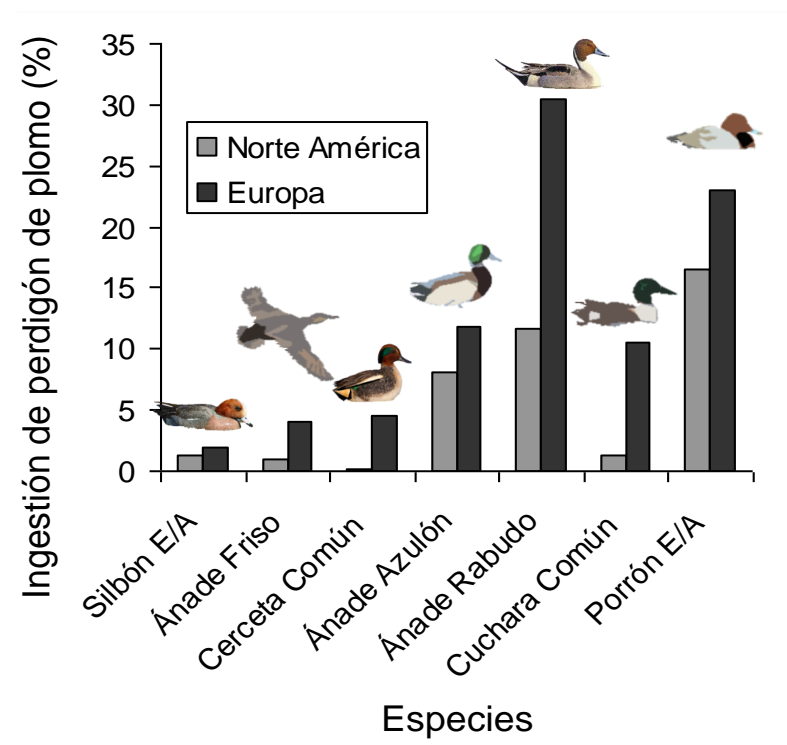 Ingestión de perdigón de plomo (%)
35
30
25
20
15
10
5
0
Norte América
Europa
Silbón E/A
Ánade Friso
Cerceta Común
Ánade Azulón
Ánade Rabudo
Cuchara Común
Porrón E/A
Especies